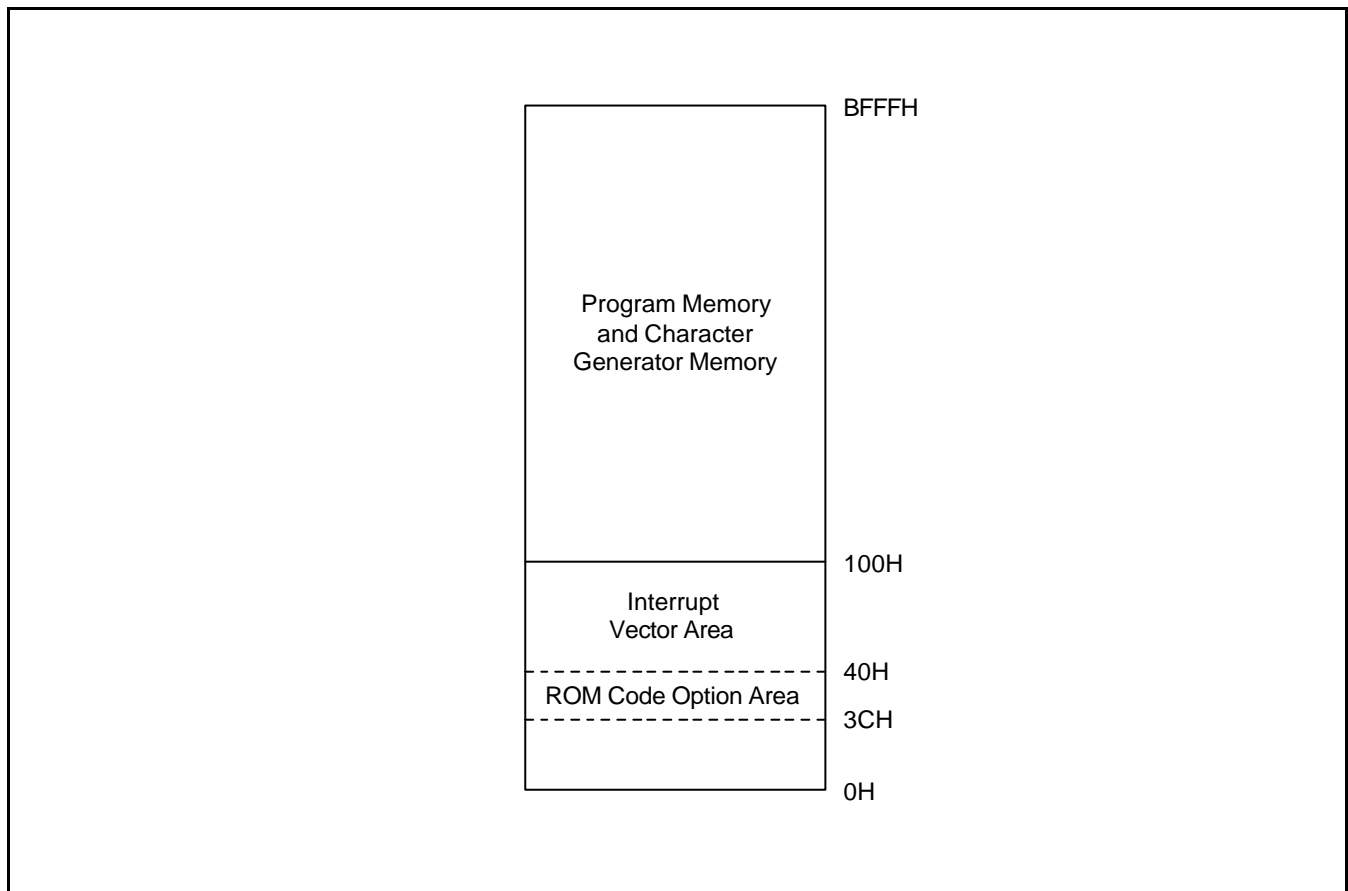 BFFFH
Program Memory
and Character
Generator Memory
100H
Interrupt
Vector Area
40H
ROM Code Option Area
3CH
0H